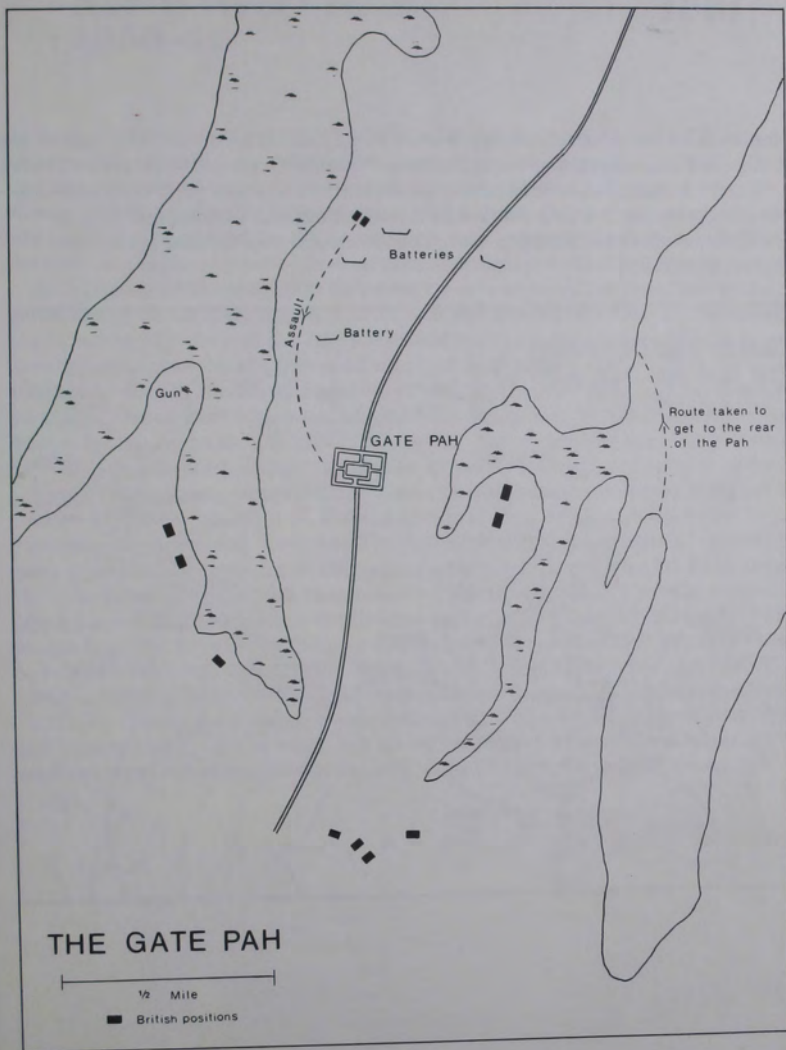 Batteries
Assault
Battery
Gun
GATE PAH
Route taken to
get to the rear
of the Pah
THE GATE PAH
½ Mile
British positions